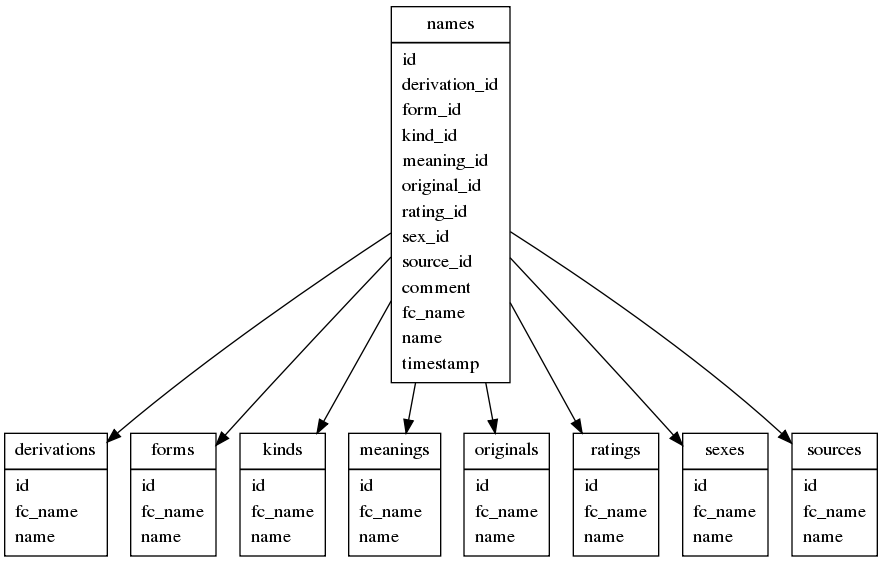 names
id
derivation_id
form_id
kind_id
meaning_id
original_id
rating_id
sex_id
source_id
comment
fc_name
name
timestamp
derivations
id
fc_name
name
forms
id
fc_name
name
kinds
id
fc_name
name
meanings
id
fc_name
name
originals
id
fc_name
name
ratings
id
fc_name
name
sexes
id
fc_name
name
sources
id
fc_name
name